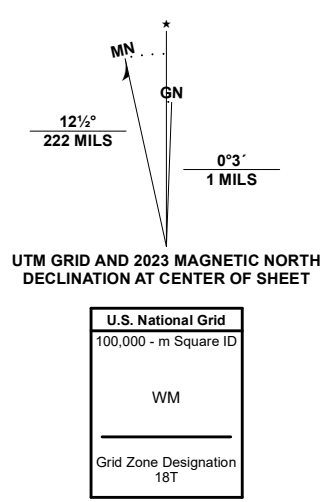 ★
MN
GN
12½°
222 MILS
0°3´
1 MILS
UTM GRID AND 2023 MAGNETIC NORTH
DECLINATION AT CENTER OF SHEET
U.S. National Grid
100,000 - m Square ID
WM
Grid Zone Designation
18T